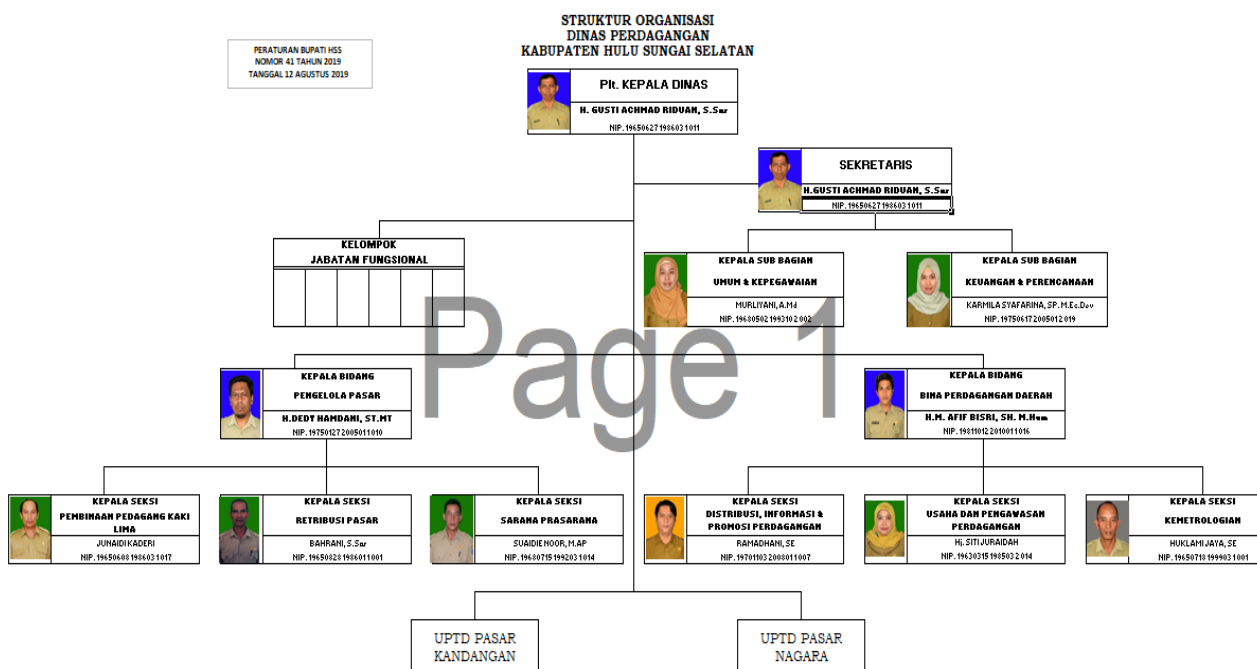 STRUKTUR ORGANISASI
DINAS PERDAGANGAN
KABUPATEN HULU SUNGAI SELATAN
PERATURAN BUPATI HSS
NOMOR 41 TAHUN 2019
TANGGAL 12 AGUSTUS 2019
Plt. KEPALA DINAS
H. GUSTI ACHMAD RIDUAN, S.Sos
NIP. 19650627 198603 1 011
SEKRETARIS
H.GUSTI ACHMAD RIDUAN, S.Sos
NIP. 19650627 198603 1 011
KELOMPOK
JABATAN FUNGSIONAL
KEPALA SUB BAGIAN
UMUM & KEPEGAWAIAN
MURLIYANI, A.Md
NIP. 19680502 199310 2 002
KEPALA SUB BAGIAN
KEUANGAN & PERENCANAAN
KARMILA SYAFARINA, SP. M.Ec.Dev
NIP. 19750617 200501 2 019
Page 1
KEPALA BIDANG
PENGELOLA PASAR
H.DEDY HAMDANI, ST.MT
NIP. 19750127 200501 1 010
KEPALA BIDANG
BINA PERDAGANGAN DAERAH
H.M. AFIF BISRI, SH. M.Hum
NIP. 19811012 201001 1 016
KEPALA SEKSI
PEMBINAAN PEDAGANG KAKI
LIMA
JUNAIDI KADERI
NIP. 19650608 198603 1 017
KEPALA SEKSI
RETRIBUSI PASAR
BAHRANI, S.Sos
NIP. 19650828 198601 1 001
KEPALA SEKSI
SARANA PRASARANA
SUAIDIE NOOR, M.AP
NIP. 19680715 199203 1 014
KEPALA SEKSI
DISTRIBUSI, INFORMASI &
PROMOSI PERDAGANGAN
RAMADHANI, SE
NIP. 19701103 200801 1 007
KEPALA SEKSI
USAHA DAN PENGAWASAN
PERDAGANGAN
Hj. SITI JURAIDAH
NIP. 19630315 198503 2 014
KEPALA SEKSI
KEMETROLOGIAN
HUKLAMI JAYA, SE
NIP. 19650718 199903 1 001
UPTD PASAR
KANDANGAN
UPTD PASAR
NAGARA